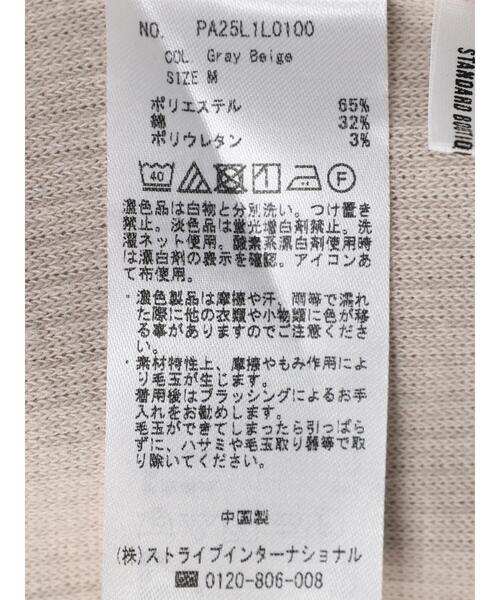 NO. PA25L1L0100
COL. Gray Beige
SIZE M
ポリエステル 65%
綿 32%
ポリウレタン 3%
40
F
濃色品は白物と分別洗い。つけ置き
禁止。淡色品は蛍光増白剤禁止。洗
濯ネット使用。酸素系漂白剤使用時
は漂白剤の表示を確認。アイコンあ
て布使用。
・濃色製品は摩擦や汗、雨等で濡れ
た際に他の衣類や小物類に色が移
る事がありますのでご注意くださ
い。
・素材特性上、摩擦やもみ作用によ
り毛玉が生じます。
着用後はブラッシングによるお手
入れをお勧めします。
毛玉ができてしまったら引っぱら
ずに、ハサミや毛玉取り器等で取
り除いてください。
中国製
(株)ストライプインターナショナル
0120-806-008
STANDARD BOUTIQ